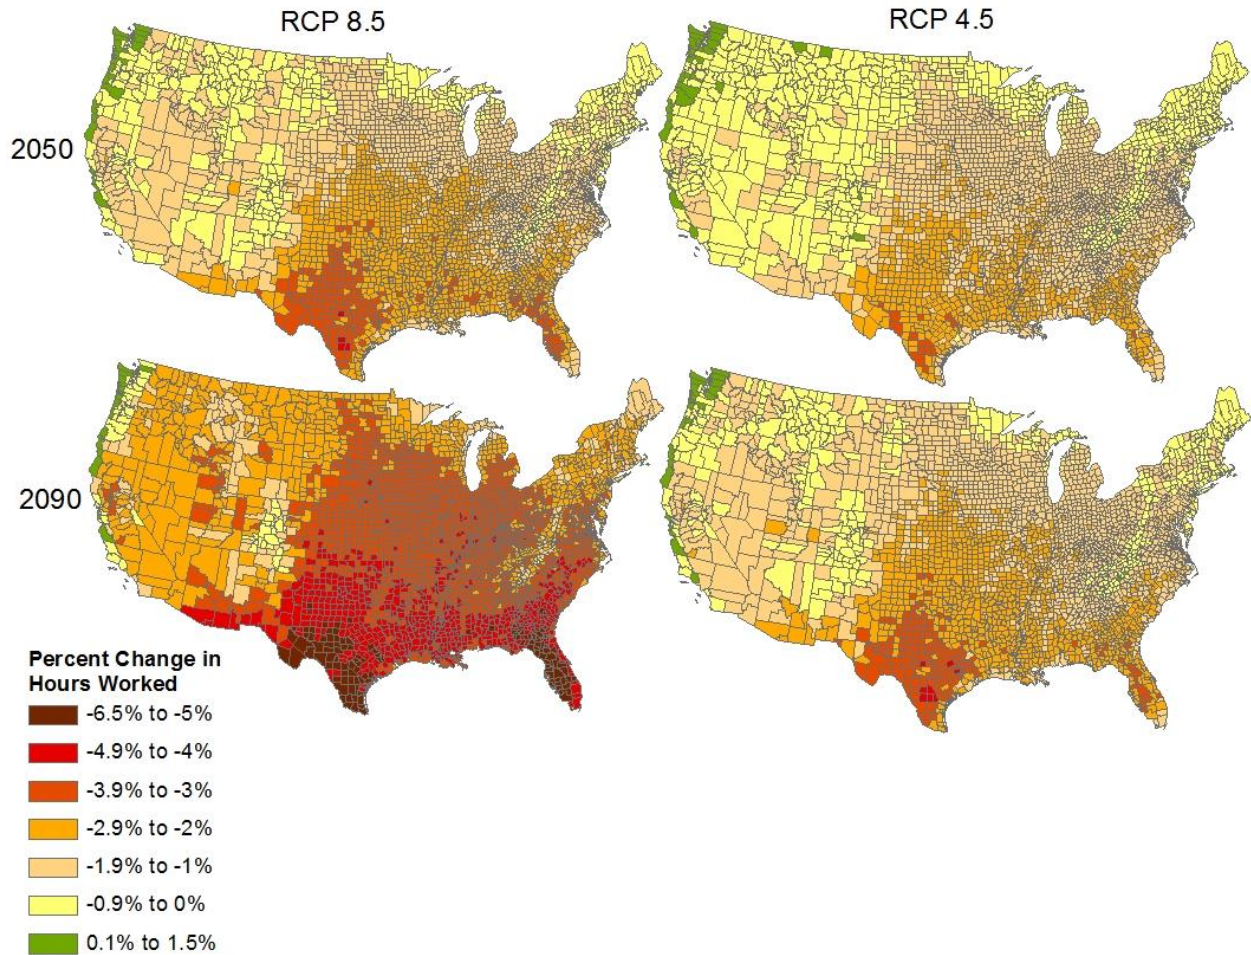 RCP 8.5
RCP 4.5
2050
2090
Percent Change in
Hours Worked
-6.5% to -5%
-4.9% to -4%
-3.9% to -3%
-2.9% to -2%
-1.9% to -1%
-0.9% to 0%
0.1% to 1.5%